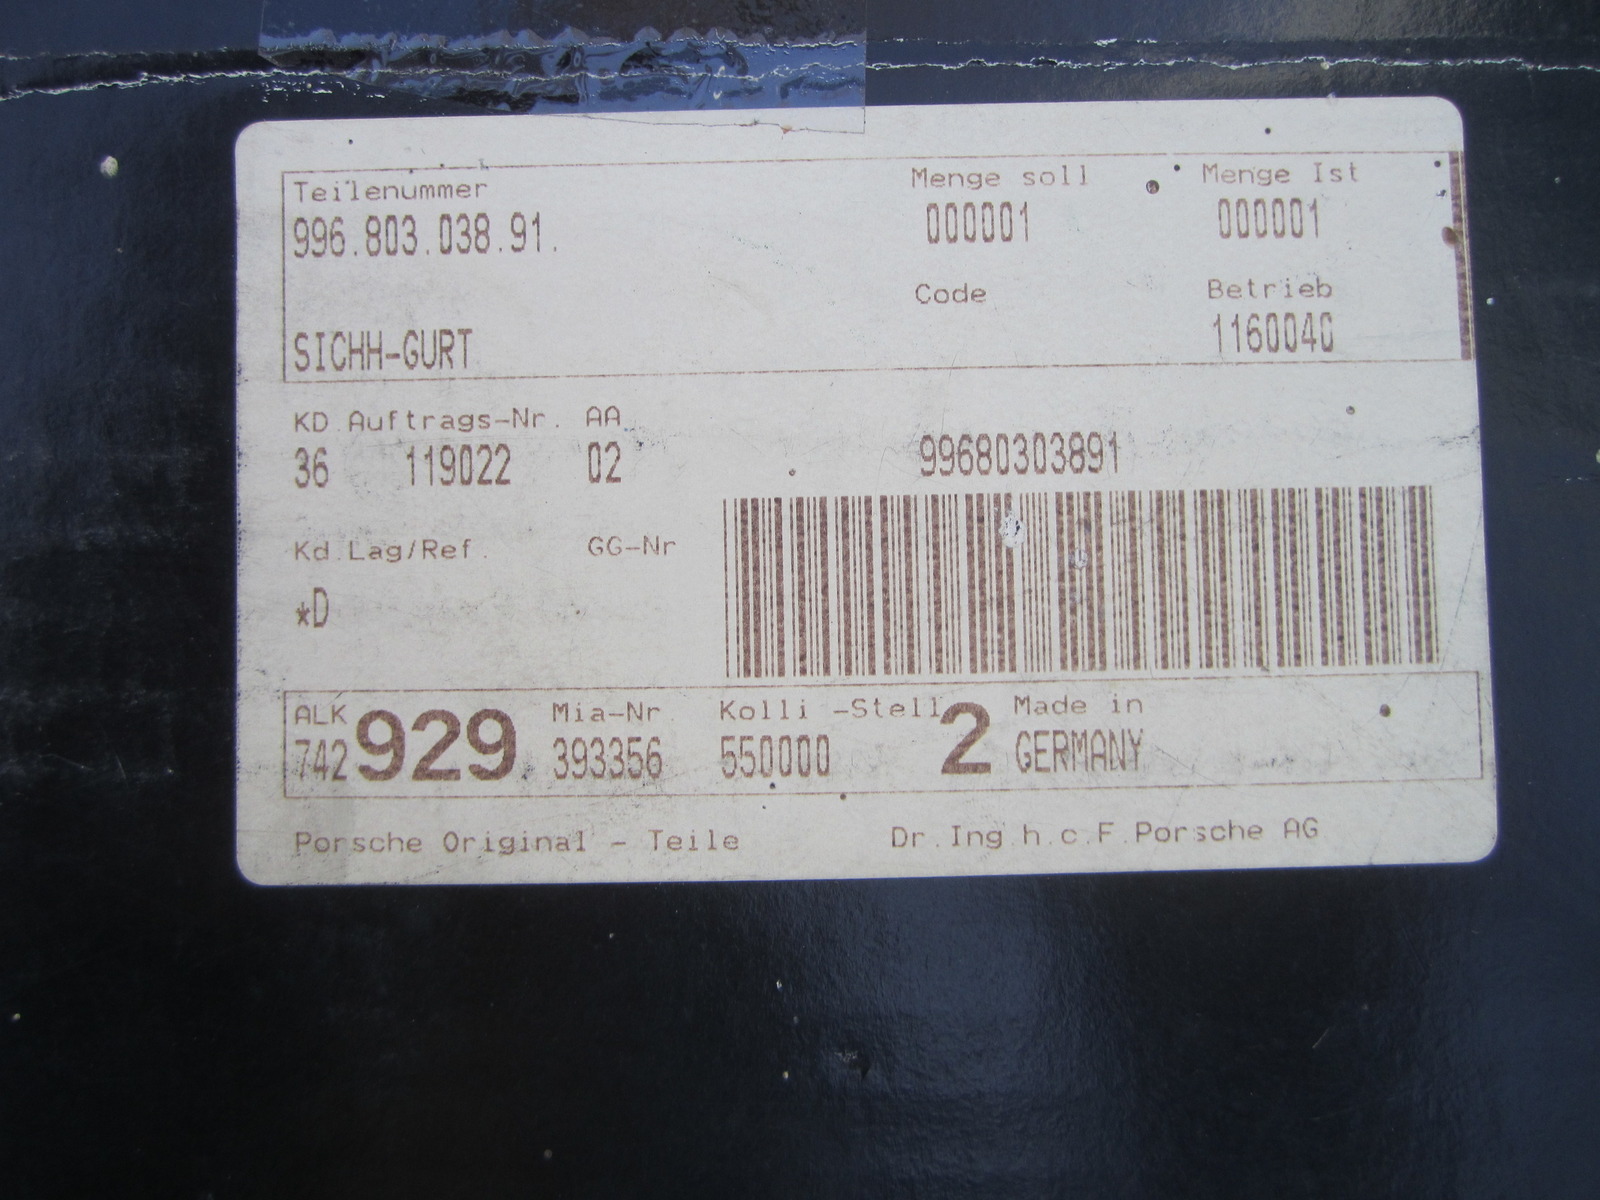 Teilenummer Menge soll Menge Ist
996.803.038.91. 000001 000001
Code Betrieb
SICHH-GURT 1160040
KD Auftrags-Nr. AA
36 119022 02 99680303891
Kd.Lag/Ref. GG-Nr
*D
ALK 929 Mia-Nr Kolli -Stell 2 Made in
742 393356 550000 GERMANY
Porsche Original - Teile Dr.Ing.h.c.F.Porsche AG